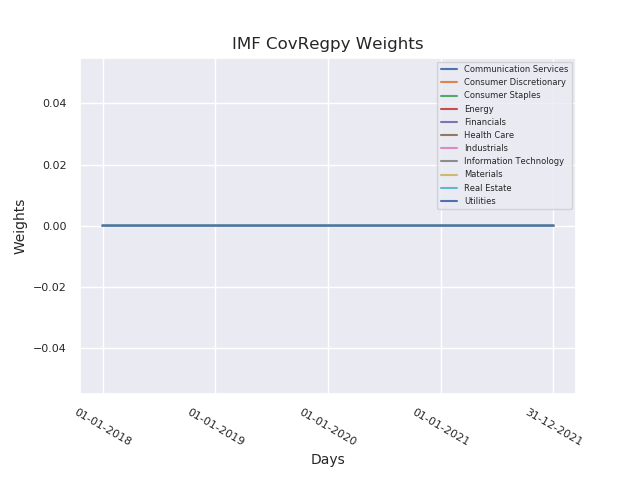 IMF CovRegpy Weights
Communication Services
Consumer Discretionary
Consumer Staples
Energy
Financials
Health Care
Industrials
Information Technology
Materials
Real Estate
Utilities
0.04
0.02
0.00
−0.02
−0.04
Weights
01-01-2018
01-01-2019
01-01-2020
01-01-2021
31-12-2021
Days